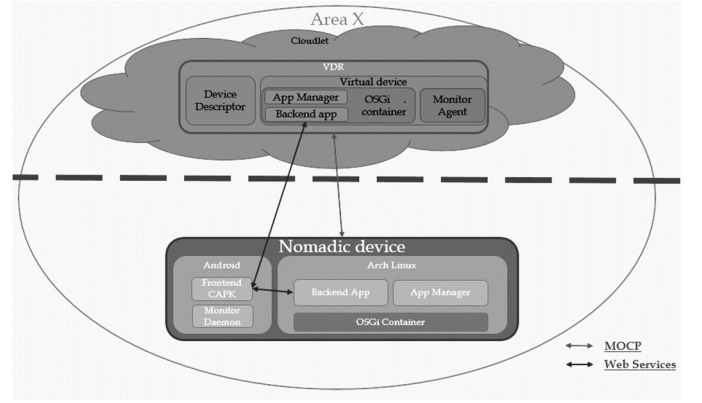 Area X
Cloudlet
VDR
Virtual device
Device
Descriptor
App Manager
Backend app
OSGi .
container
Monitor
Agent
Nomadic device
Android
Frontend
CAPK
Monitor
Daemon
Arch Linux
Backend App
App Manager
OSGi Container
MOCP
Web Services